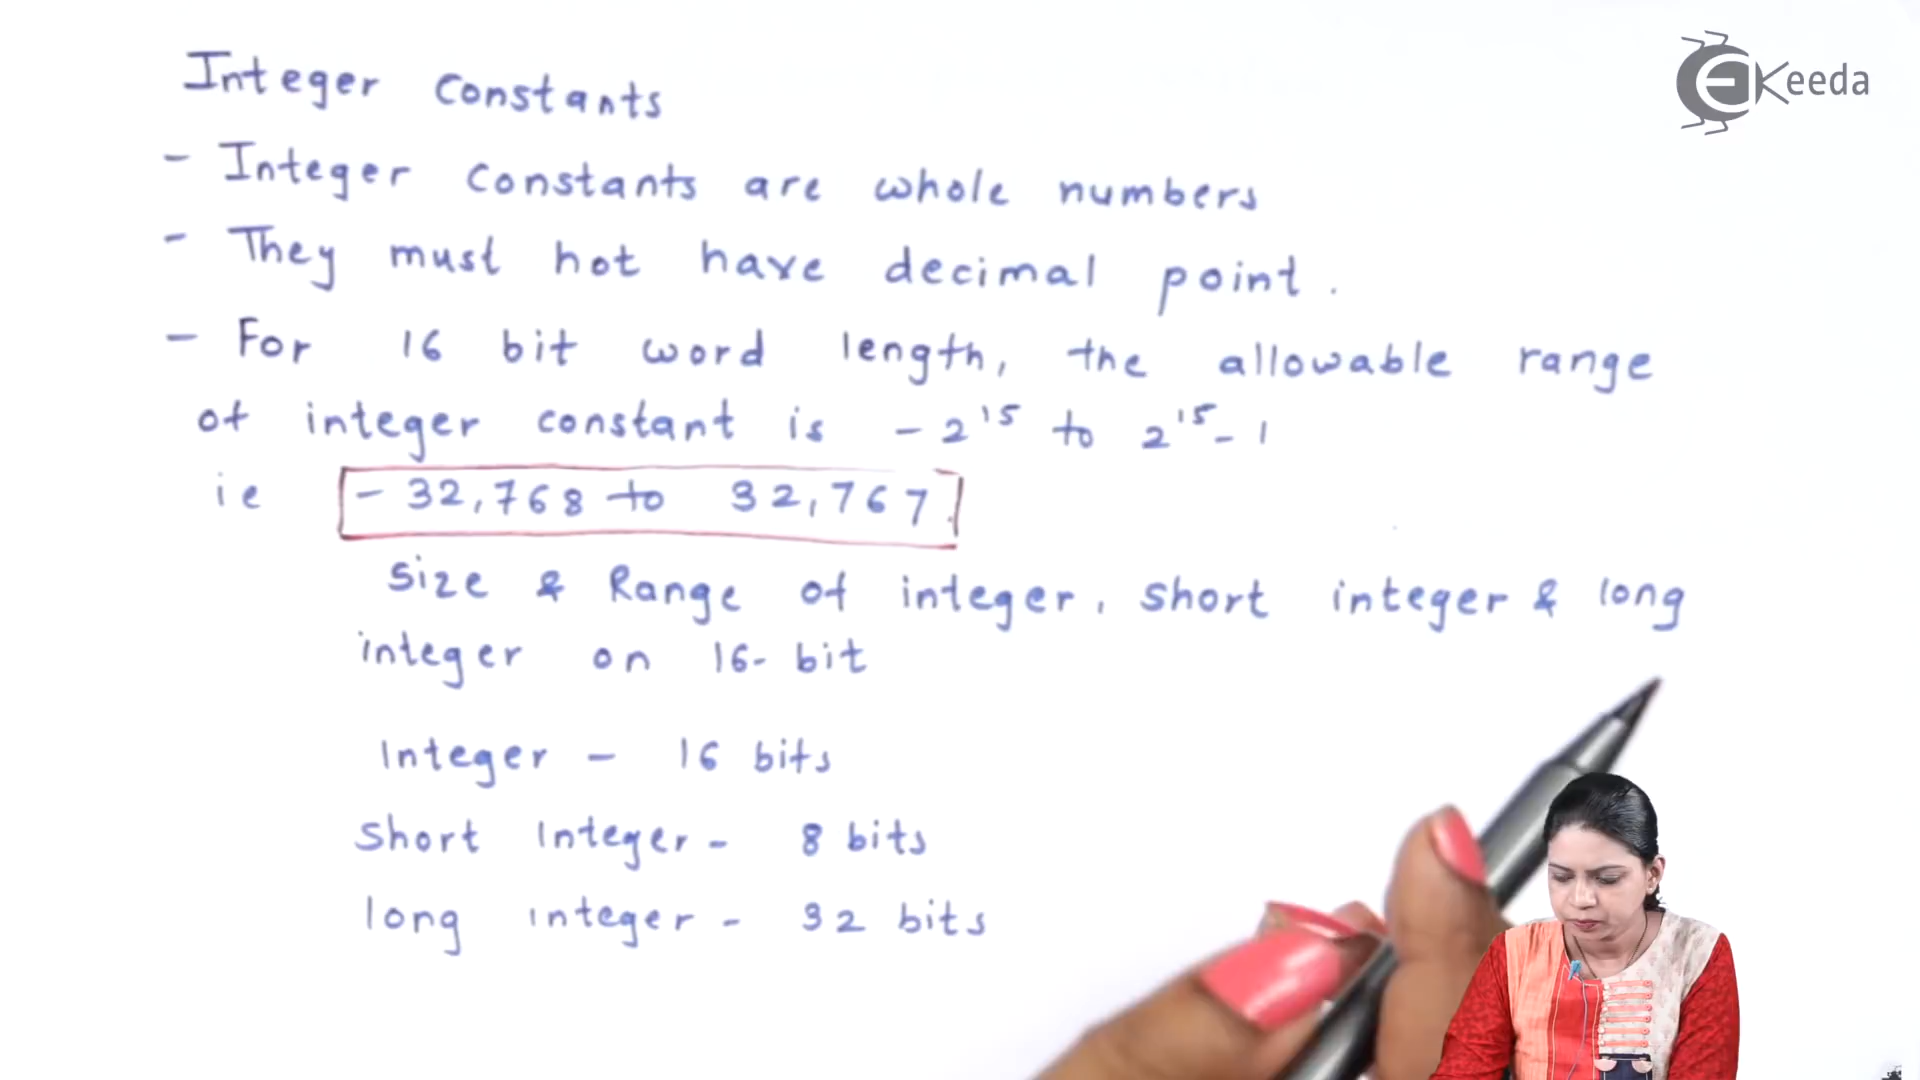 Integer Constants
EKeeda
- Integer Constants are whole numbers
- They must not have decimal point.
- For 16 bit word length, the allowable range
of integer constant is - 2¹⁵ to 2¹⁵ - 1
ie - 32,768 to 32,767.
Size & Range of integer, short integer & long
integer on 16-bit
Integer - 16 bits
Short Integer - 8 bits
long integer - 32 bits